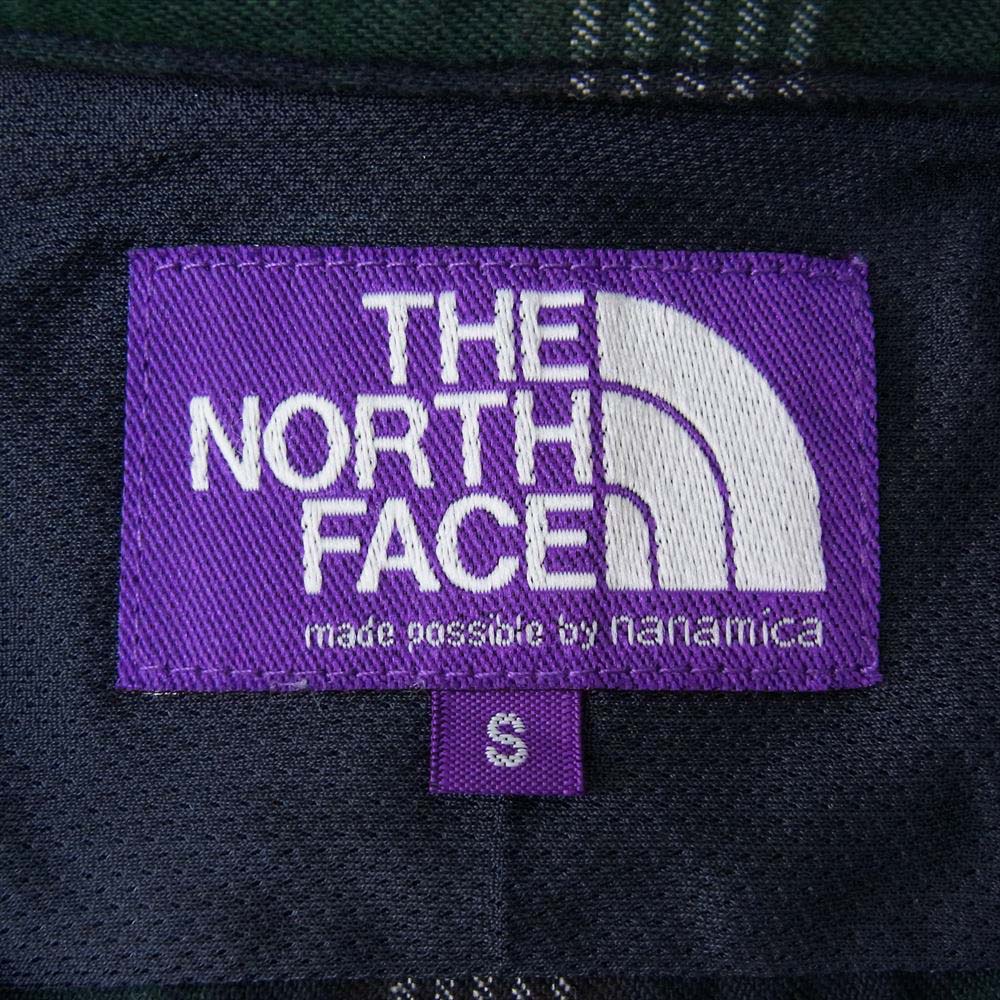 THE
NORTH
FACE
made possible by nanamica
S